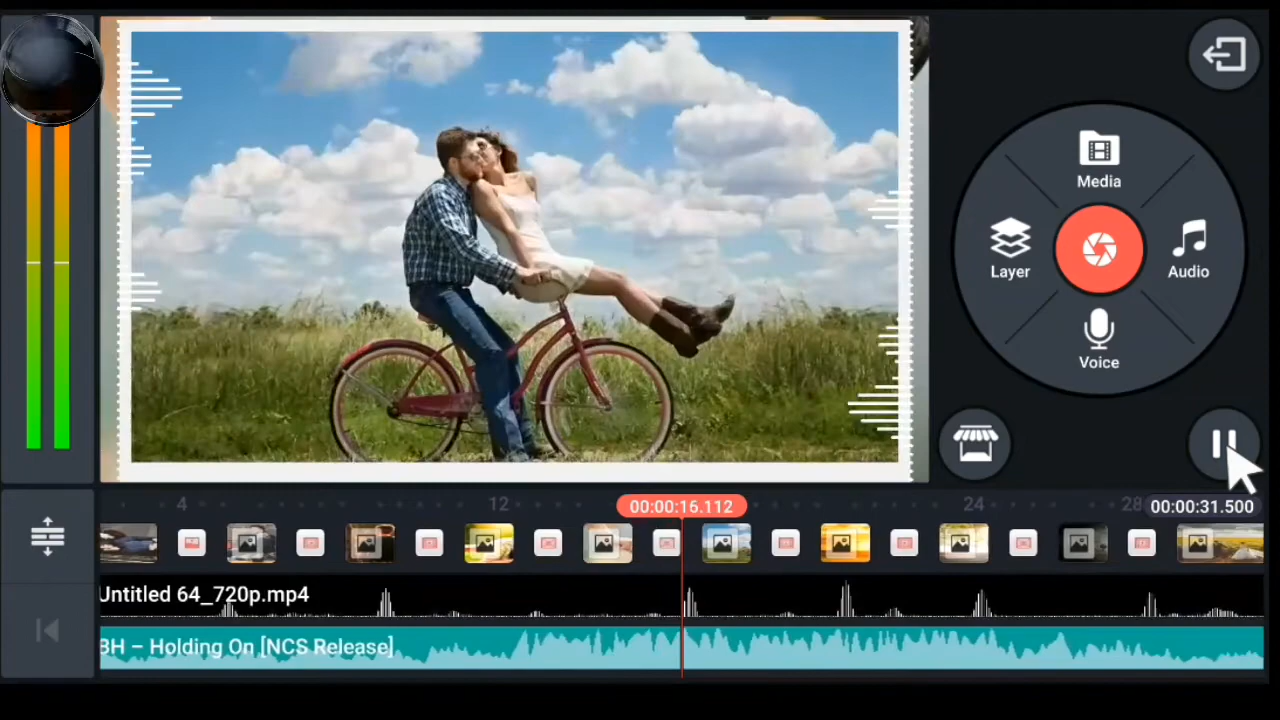 Media
Layer
Audio
Voice
4
12
00:00:16.112
24
28
00:00:31.500
Untitled 64_720p.mp4
BH – Holding On [NCS Release]